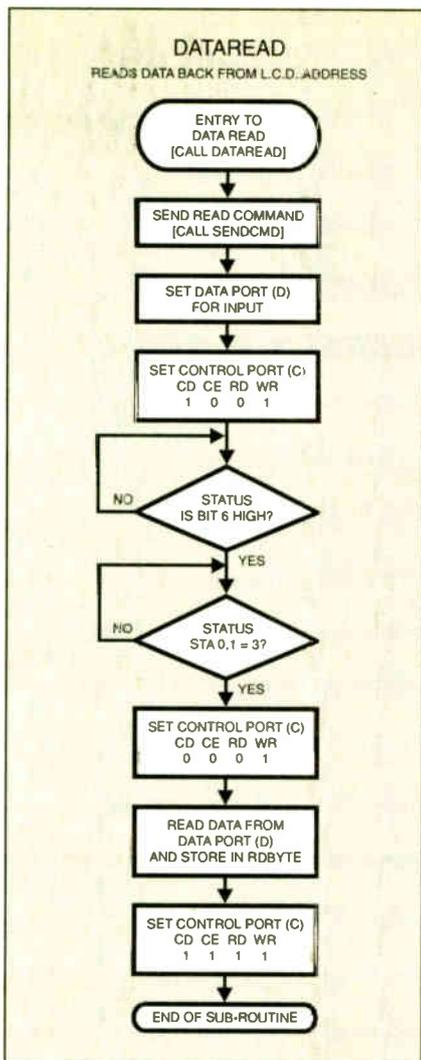 DATAREAD
READS DATA BACK FROM L.C.D. ADDRESS
ENTRY TO
DATA READ
[CALL DATAREAD]
SEND READ COMMAND
[CALL SENDCMD]
SET DATA PORT (D)
FOR INPUT
SET CONTROL PORT (C)
CD CE RD WR
1 0 0 1
NO
STATUS
IS BIT 6 HIGH?
YES
NO
STATUS
STA 0,1 = 3?
YES
SET CONTROL PORT (C)
CD CE RD WR
0 0 0 1
READ DATA FROM
DATA PORT (D)
AND STORE IN RDBYTE
SET CONTROL PORT (C)
CD CE RD WR
1 1 1 1
END OF SUB-ROUTINE